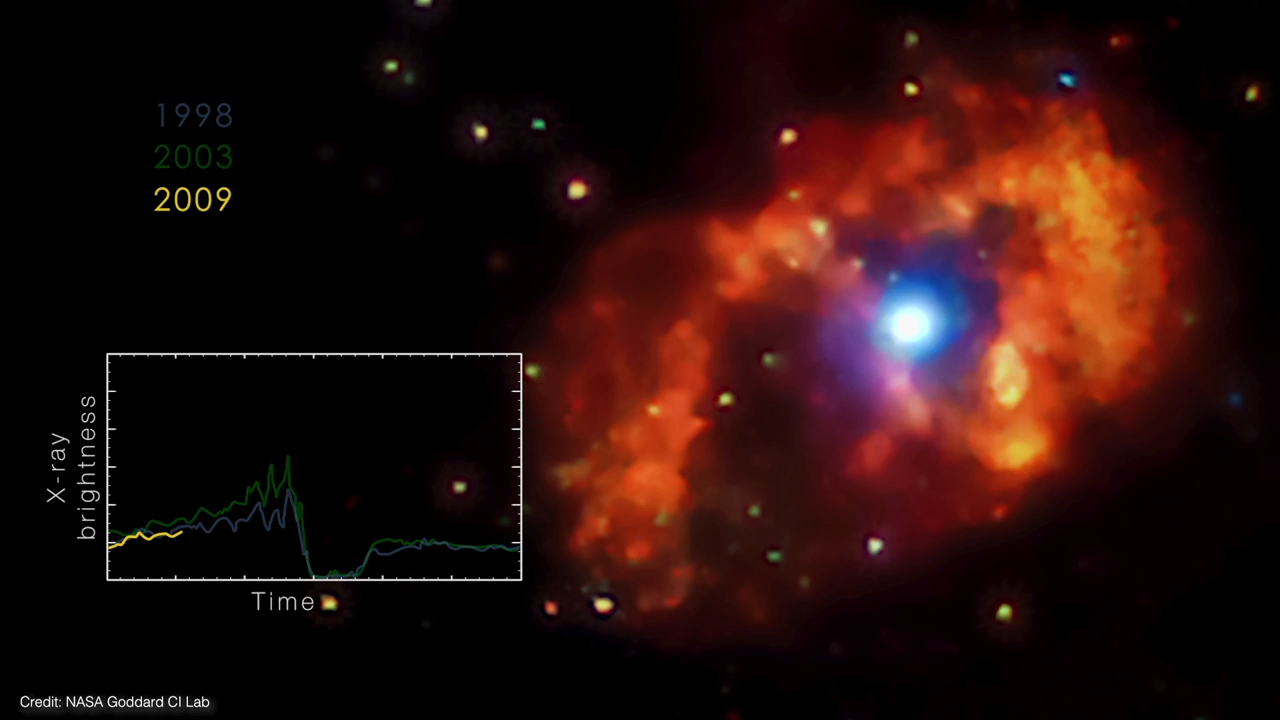 1998
2003
2009
X-ray
brightness
Time
Credit: NASA Goddard CI Lab